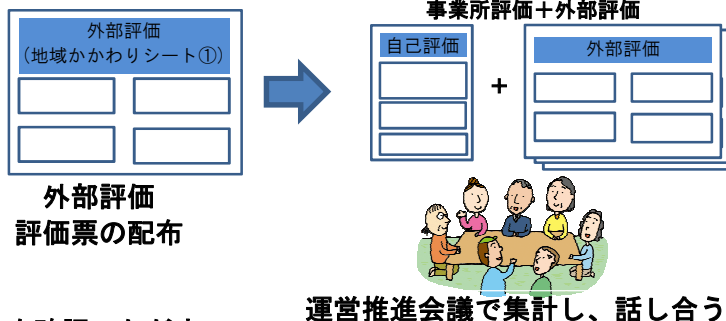 外部評価
(地域かかわりシート①)
外部評価
評価票の配布
事業所評価＋外部評価
自己評価
+
外部評価
運営推進会議で集計し、話し合う